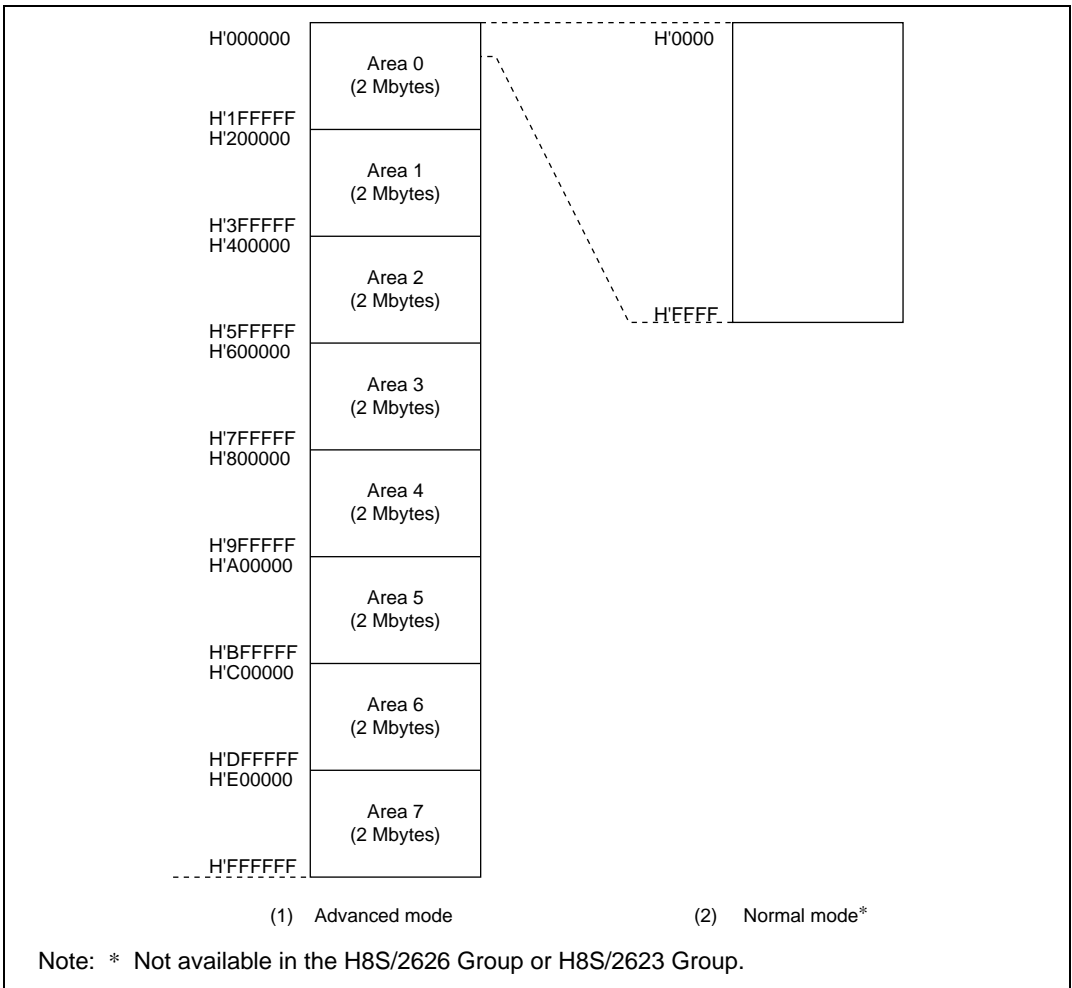 H'000000
Area 0
(2 Mbytes)
H'1FFFFF
H'200000
Area 1
(2 Mbytes)
H'3FFFFF
H'400000
Area 2
(2 Mbytes)
H'5FFFFF
H'600000
Area 3
(2 Mbytes)
H'7FFFFF
H'800000
Area 4
(2 Mbytes)
H'9FFFFF
H'A00000
Area 5
(2 Mbytes)
H'BFFFFF
H'C00000
Area 6
(2 Mbytes)
H'DFFFFF
H'E00000
Area 7
(2 Mbytes)
H'FFFFFF
(1) Advanced mode
H'0000
H'FFFF
(2) Normal mode*
Note: * Not available in the H8S/2626 Group or H8S/2623 Group.